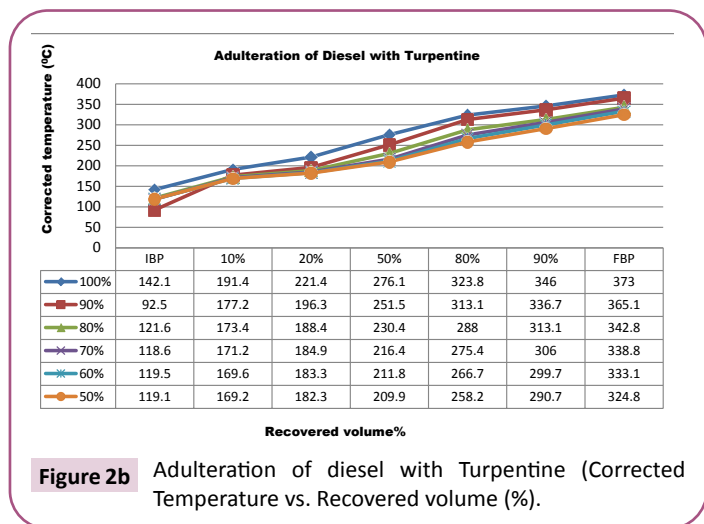 Adulteration of Diesel with Turpentine
Corrected temperature (ºC)
400
350
300
250
200
150
100
50
0
IBP 10% 20% 50% 80% 90% FBP
100% 142.1 191.4 221.4 276.1 323.8 346 373
90% 92.5 177.2 196.3 251.5 313.1 336.7 365.1
80% 121.6 173.4 188.4 230.4 288 313.1 342.8
70% 118.6 171.2 184.9 216.4 275.4 306 338.8
60% 119.5 169.6 183.3 211.8 266.7 299.7 333.1
50% 119.1 169.2 182.3 209.9 258.2 290.7 324.8
Recovered volume%
Figure 2b Adulteration of diesel with Turpentine (Corrected
Temperature vs. Recovered volume (%).